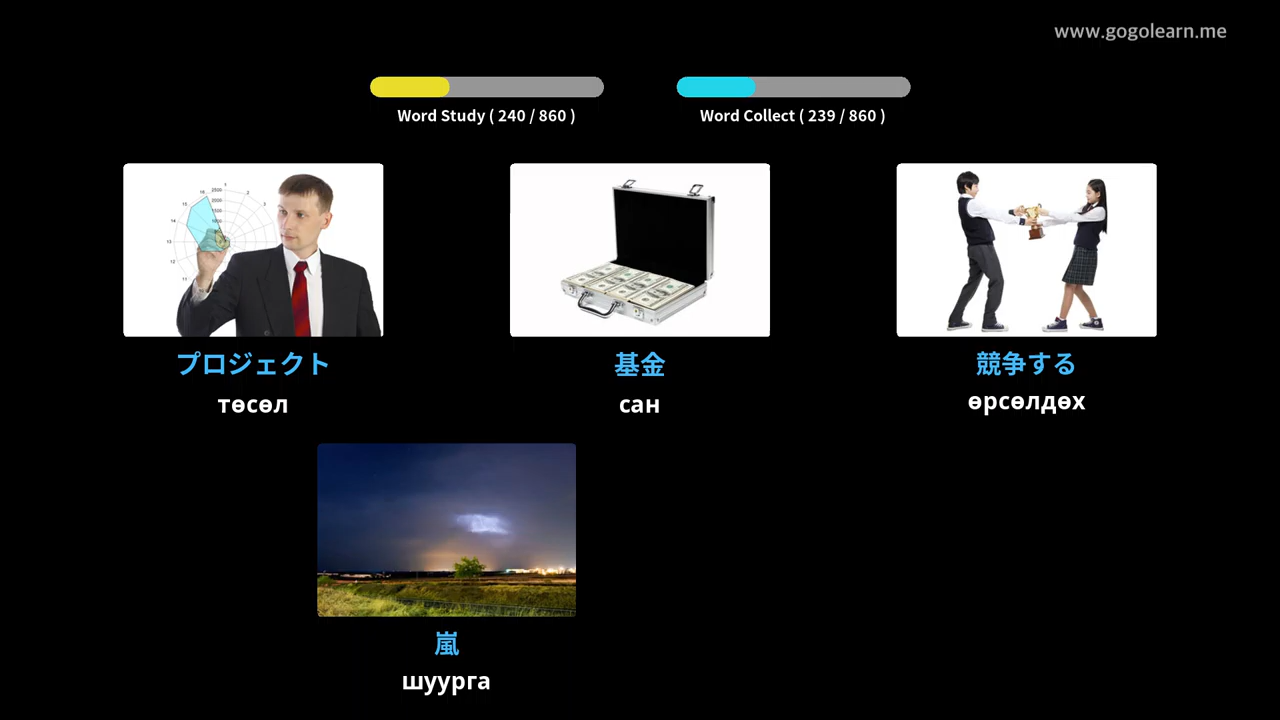 www.gogolearn.me
Word Study ( 240 / 860 )
Word Collect ( 239 / 860 )
プロジェクト
төсөл
基金
сан
競争する
өрсөлдөх
嵐
шуурга